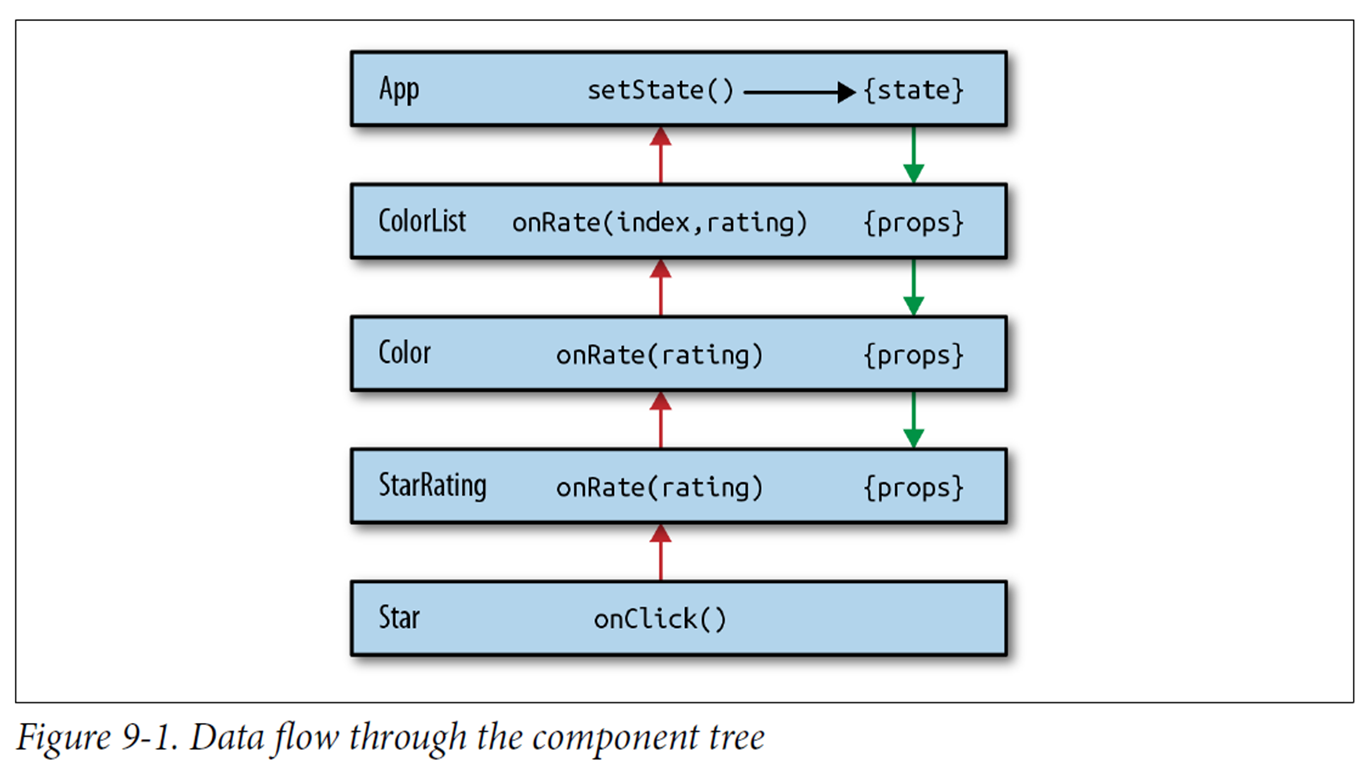 App setState() {state}
ColorList onRate(index,rating) {props}
Color onRate(rating) {props}
StarRating onRate(rating) {props}
Star onClick()
Figure 9-1. Data flow through the component tree